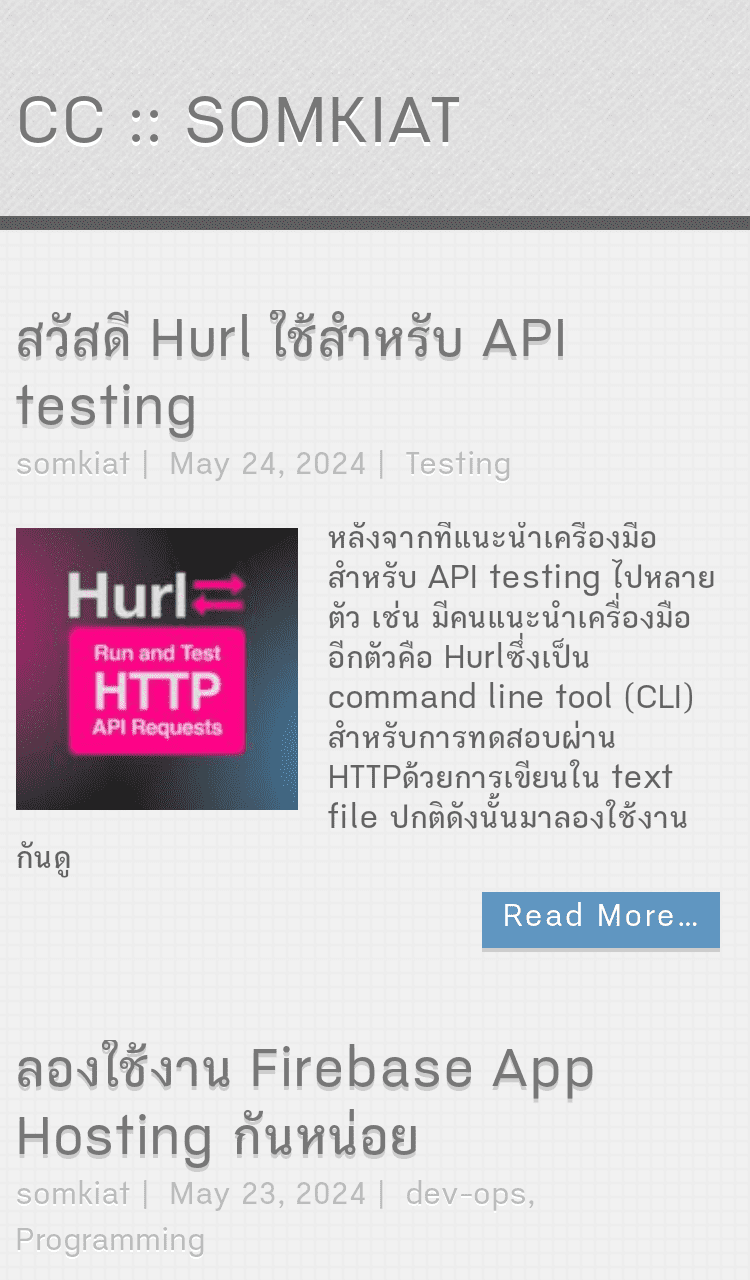 CC :: SOMKIAT
สวัสดี Hurl ใช้สำหรับ API
testing
somkiat | May 24, 2024 | Testing
Hurl
Run and Test
HTTP
API Requests
หลังจากที่แนะนำเครื่องมือ
สำหรับ API testing ไปหลาย
ตัว เช่น มีคนแนะนำเครื่องมือ
อีกตัวคือ Hurlซึ่งเป็น
command line tool (CLI)
สำหรับการทดสอบผ่าน
HTTPด้วยการเขียนใน text
file ปกติดังนั้นมาลองใช้งาน
กันดู
Read More...
ลองใช้งาน Firebase App
Hosting กันหน่อย
somkiat | May 23, 2024 | dev-ops,
Programming